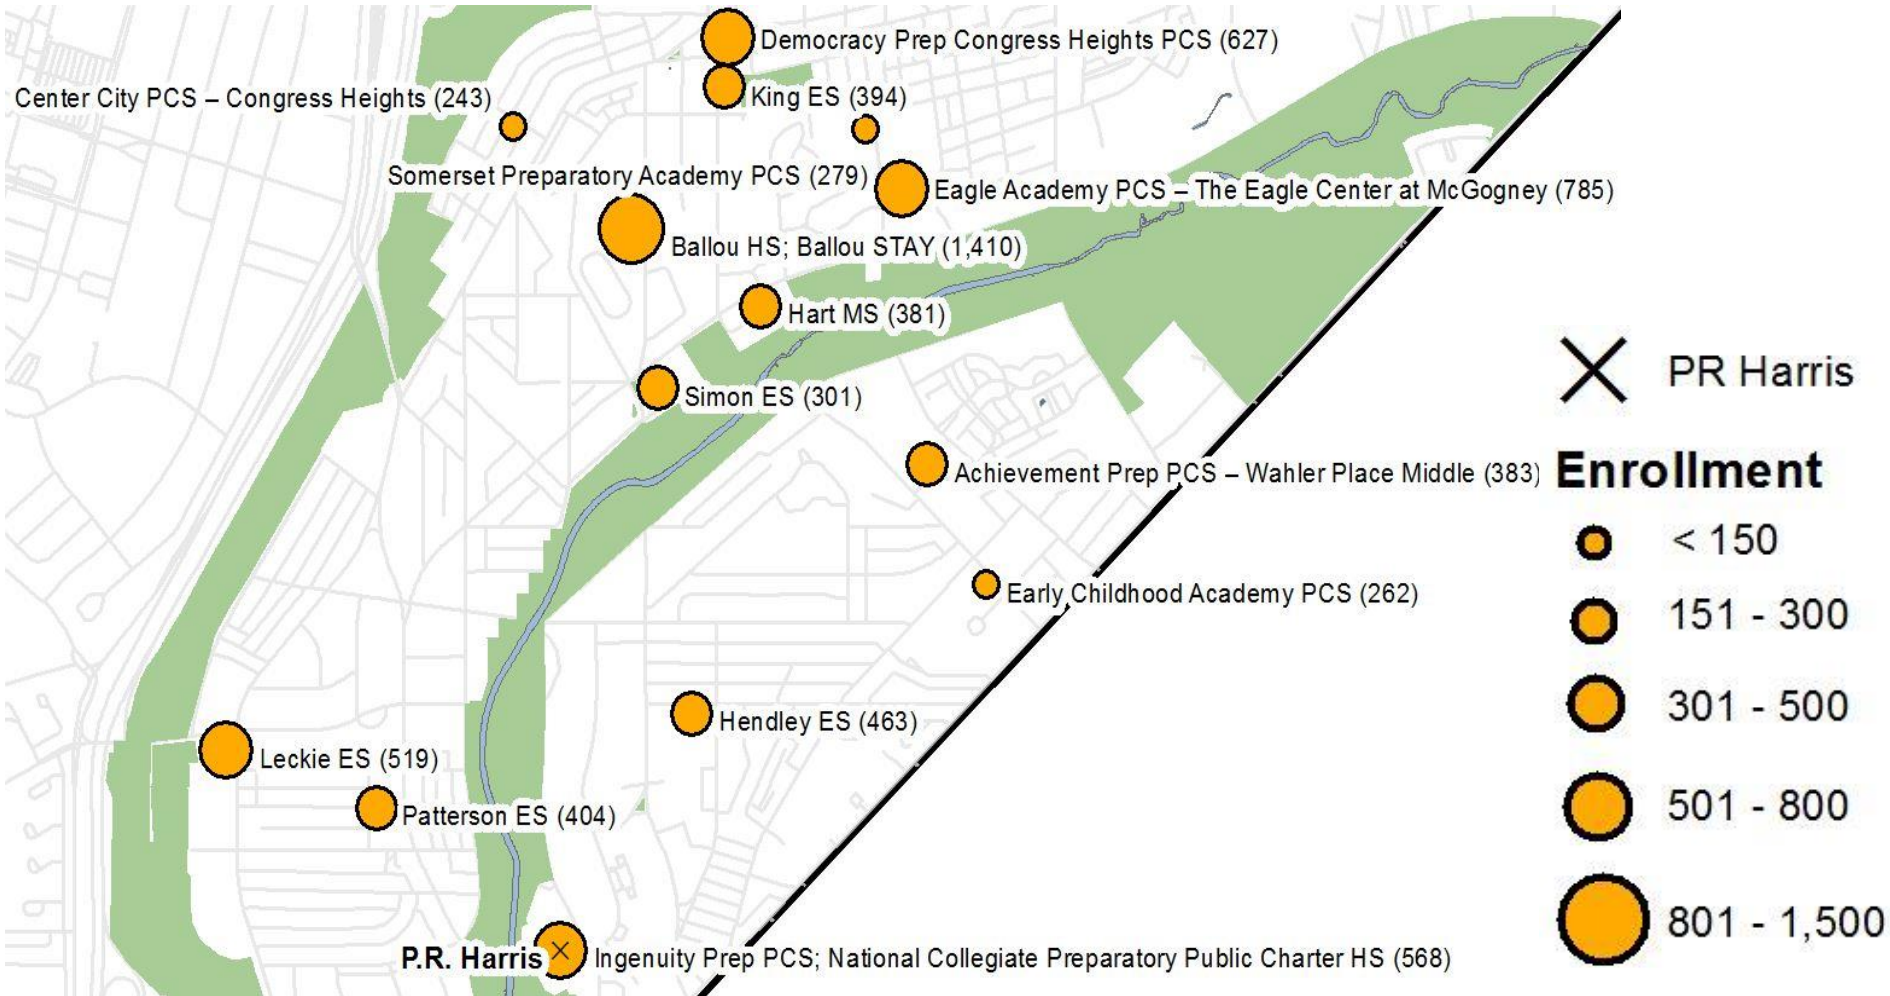 Democracy Prep Congress Heights PCS (627)
Center City PCS – Congress Heights (243)
King ES (394)
Somerset Preparatory Academy PCS (279)
Eagle Academy PCS – The Eagle Center at McGogney (785)
Ballou HS; Ballou STAY (1,410)
Hart MS (381)
Simon ES (301)
Achievement Prep PCS – Wahler Place Middle (383)
Early Childhood Academy PCS (262)
Hendley ES (463)
Leckie ES (519)
Patterson ES (404)
P.R. Harris
Ingenuity Prep PCS; National Collegiate Preparatory Public Charter HS (568)
PR Harris
Enrollment
< 150
151 - 300
301 - 500
501 - 800
801 - 1,500